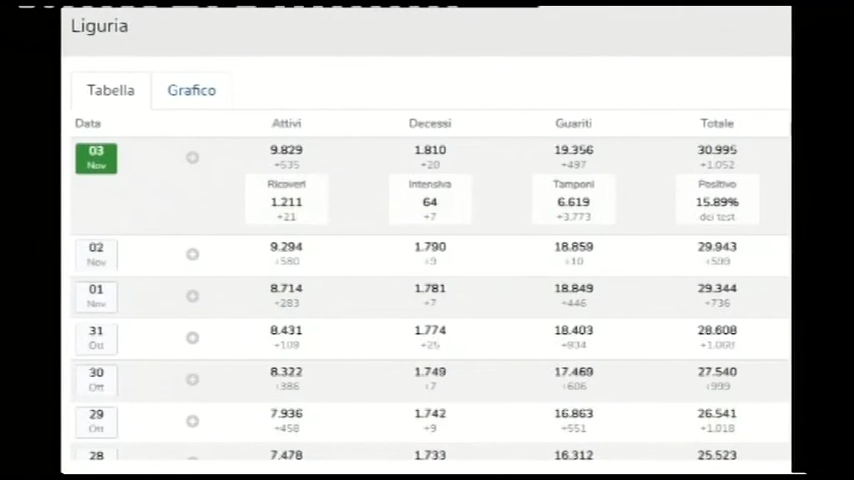 Liguria
Tabella Grafico
Data Attivi Decessi Guariti Totale
03 9.829 1.810 19.356 30.995
Nov +535 +20 +497 +1.052
Ricoveri Intensiva Tamponi Positivo
1.211 64 6.619 15.89%
+21 +7 +3.773 dei test
02 9.294 1.790 18.859 29.943
Nov +580 +9 +10 +599
01 8.714 1.781 18.849 29.344
Nov +283 +7 +446 +736
31 8.431 1.774 18.403 28.608
Ott +109 +25 +934 +1.068
30 8.322 1.749 17.469 27.540
Ott +386 +7 +606 +999
29 7.936 1.742 16.863 26.541
Ott +458 +9 +551 +1.018
28 7.478 1.733 16.312 25.523